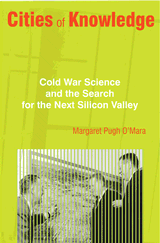 Cities of Knowledge
Cold War Science
and the Search
for the Next Silicon Valley
Margaret Pugh O'Mara